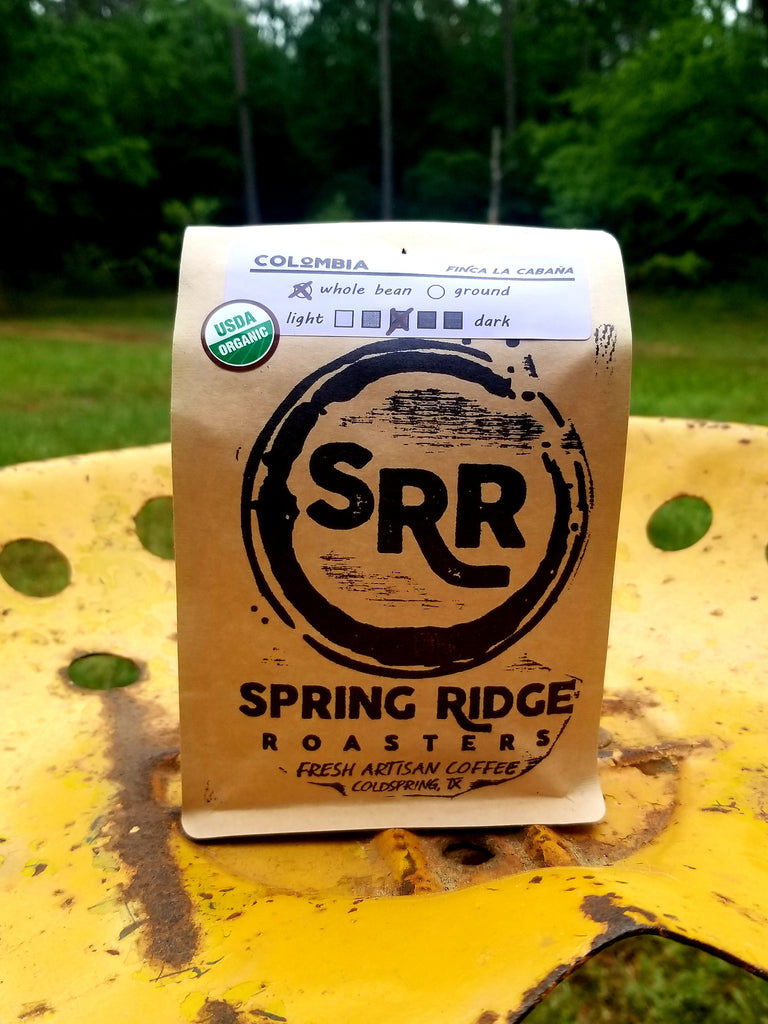 COLOMBIA FINCA LA CABAÑA
whole bean ground
light dark
USDA
ORGANIC
SRR
SPRING RIDGE
ROASTERS
FRESH ARTISAN COFFEE
COLDSPRING, TX